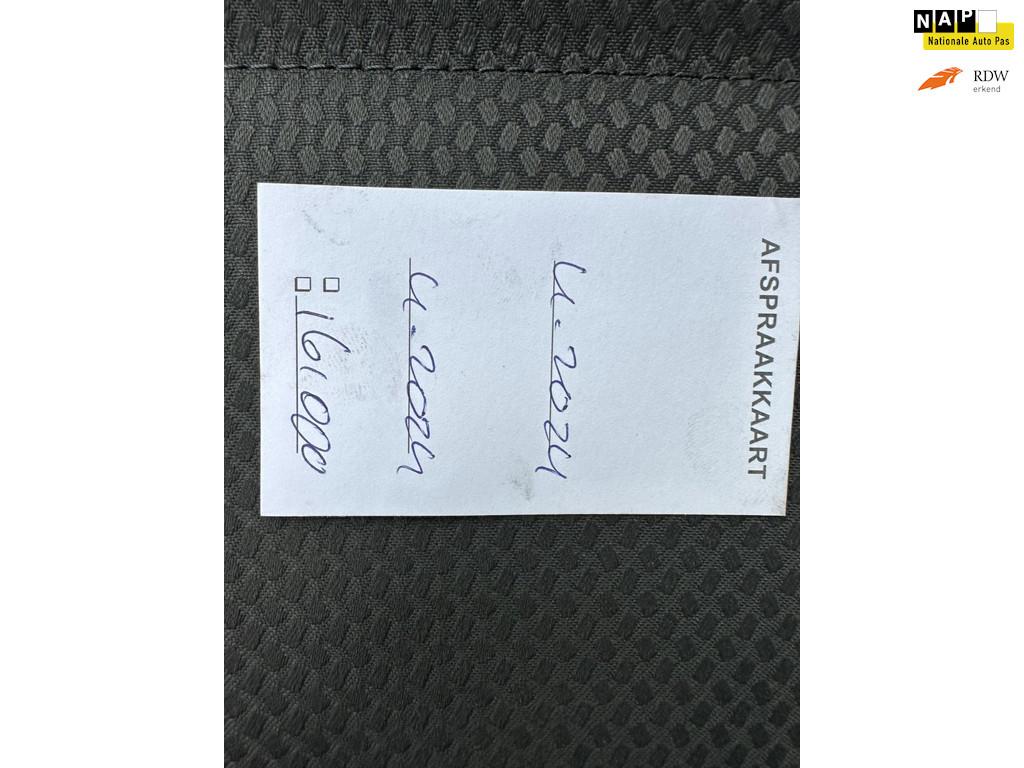 AFSPRAAKKAART
4-2024
4-2024
161000
NAP
Nationale Auto Pas
RDW
erkend